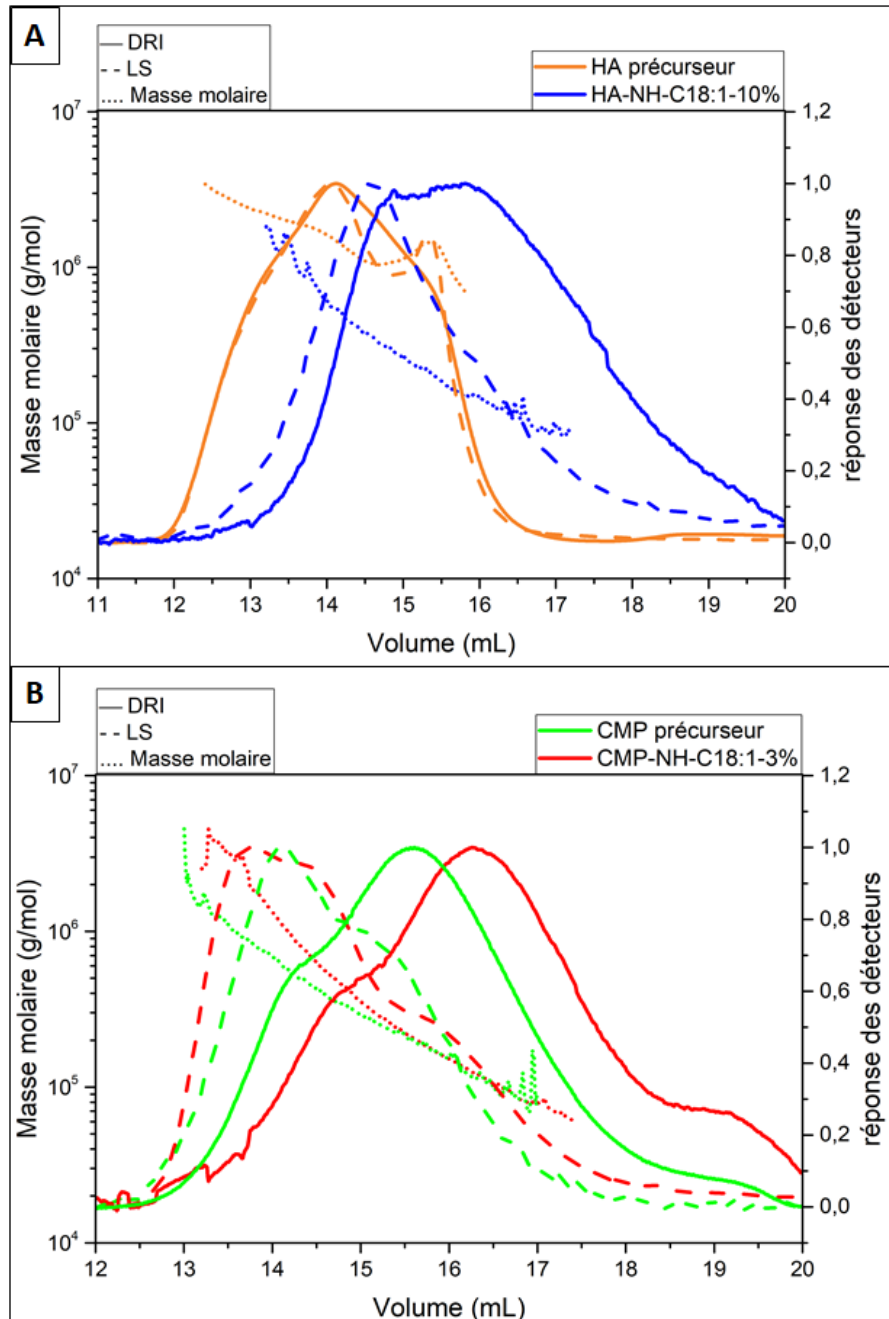 A
— DRI
-- LS
.... Masse molaire
HA précurseur
HA-NH-C18:1-10%
10⁷
10⁶
10⁵
10⁴
Masse molaire (g/mol)
1,2
1,0
0,8
0,6
0,4
0,2
0,0
réponse des détecteurs
11 12 13 14 15 16 17 18 19 20
Volume (mL)
B
— DRI
-- LS
.... Masse molaire
CMP précurseur
CMP-NH-C18:1-3%
10⁷
10⁶
10⁵
10⁴
Masse molaire (g/mol)
1,2
1,0
0,8
0,6
0,4
0,2
0,0
réponse des détecteurs
12 13 14 15 16 17 18 19 20
Volume (mL)